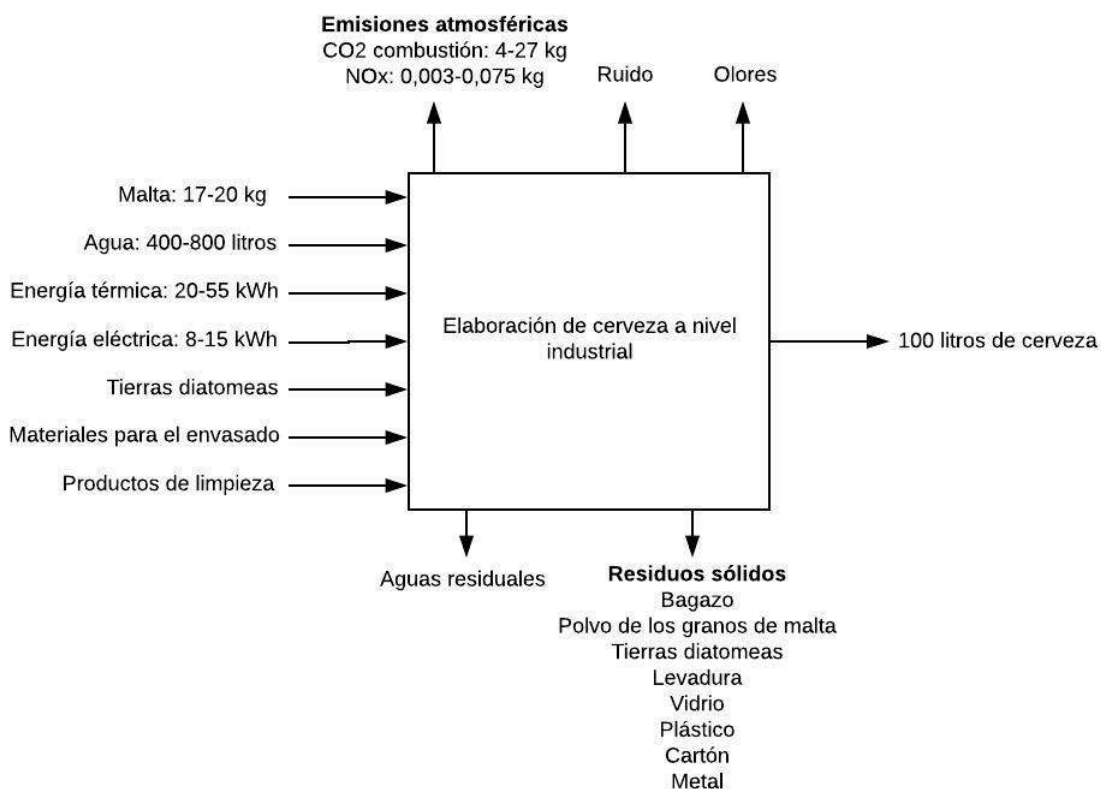 Emisiones atmosféricas
CO2 combustión: 4-27 kg
NOx: 0,003-0,075 kg
Ruido
Olores
Malta: 17-20 kg
Agua: 400-800 litros
Energía térmica: 20-55 kWh
Energía eléctrica: 8-15 kWh
Tierras diatomeas
Materiales para el envasado
Productos de limpieza
Elaboración de cerveza a nivel
industrial
100 litros de cerveza
Aguas residuales
Residuos sólidos
Bagazo
Polvo de los granos de malta
Tierras diatomeas
Levadura
Vidrio
Plástico
Cartón
Metal